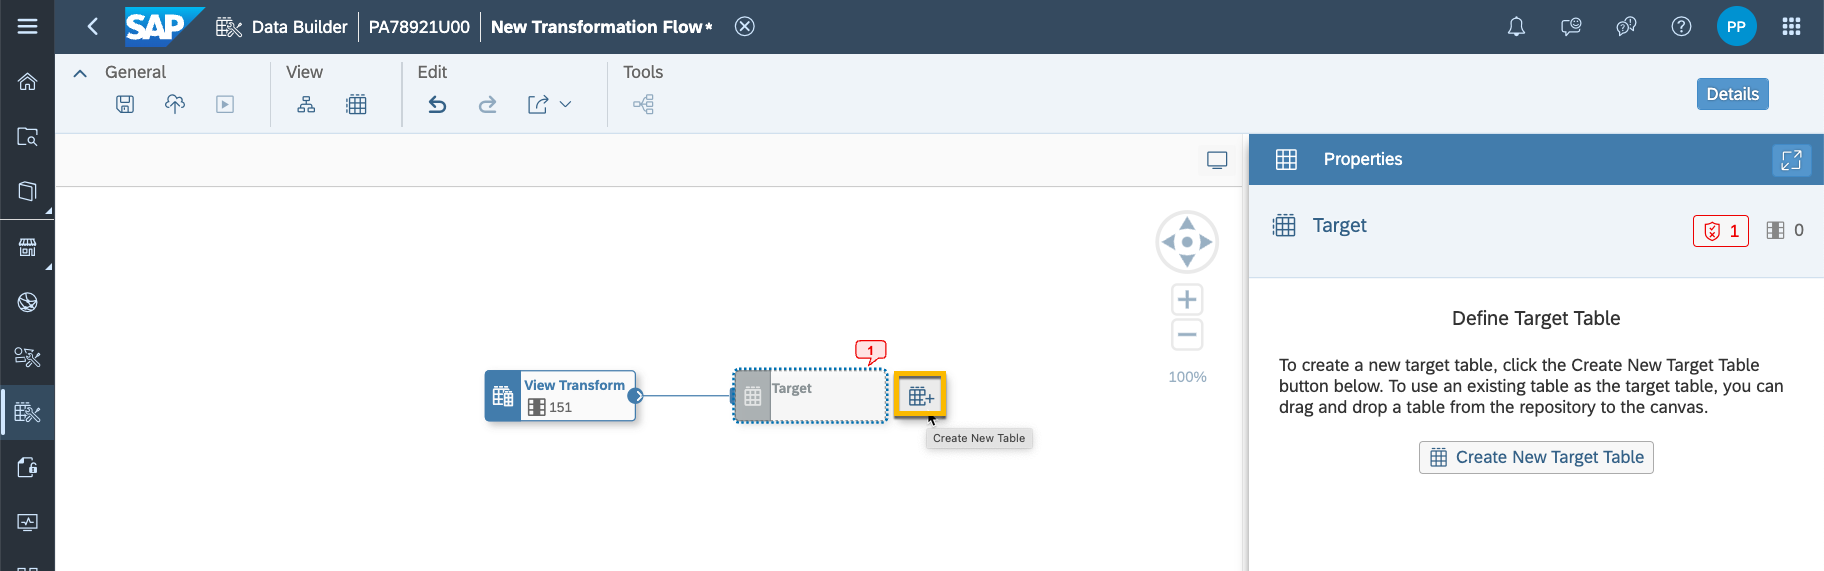 SAP Data Builder PA78921U00 New Transformation Flow* PP
General View Edit Tools
Details
Properties
Target 1 0
Define Target Table
To create a new target table, click the Create New Target Table
button below. To use an existing table as the target table, you can
drag and drop a table from the repository to the canvas.
Create New Target Table
1
View Transform
151
Target
Create New Table
100%